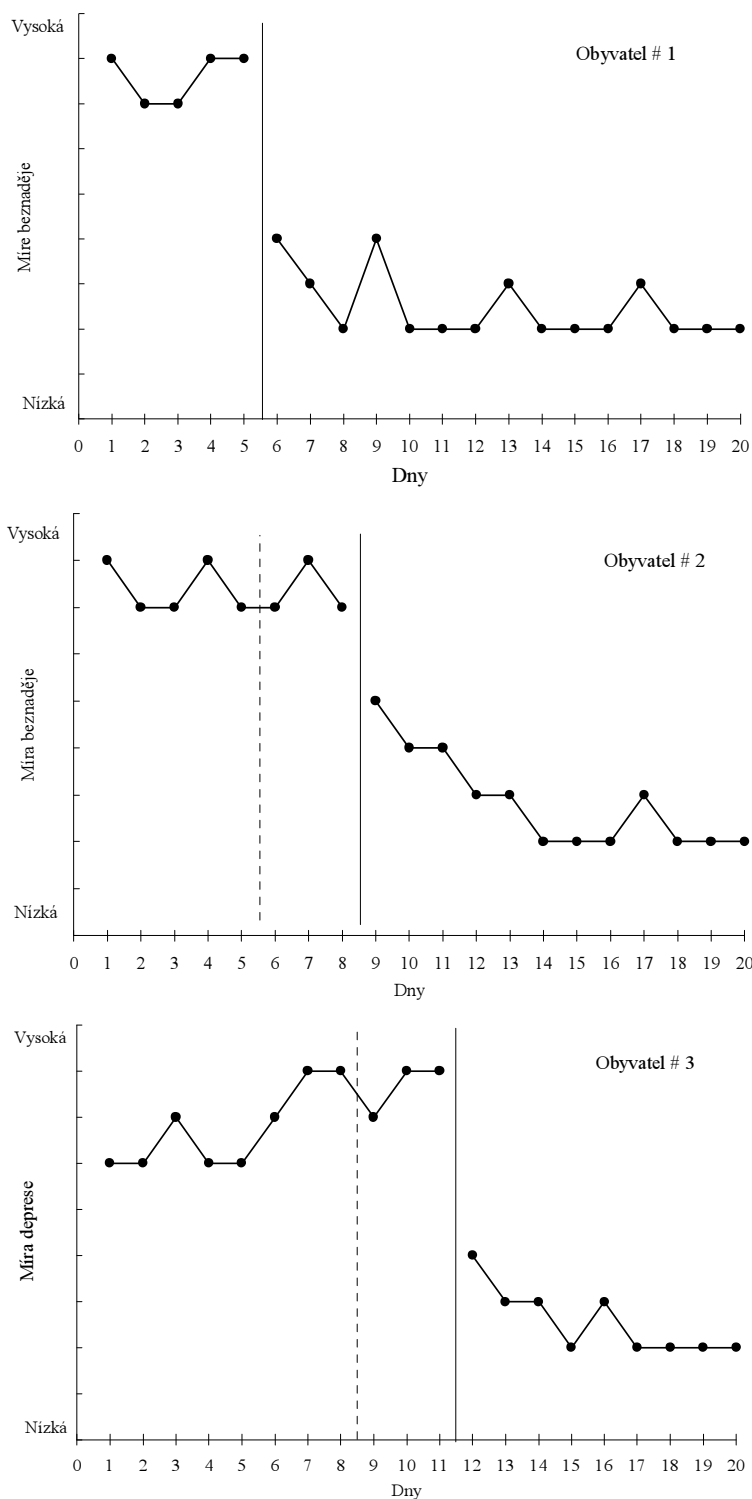 Vysoká
Obyvatel # 1
Míre beznaděje
Nízká
0 1 2 3 4 5 6 7 8 9 10 11 12 13 14 15 16 17 18 19 20
Dny
Vysoká
Obyvatel # 2
Míra beznaděje
Nízká
0 1 2 3 4 5 6 7 8 9 10 11 12 13 14 15 16 17 18 19 20
Dny
Vysoká
Obyvatel # 3
Míra deprese
Nízká
0 1 2 3 4 5 6 7 8 9 10 11 12 13 14 15 16 17 18 19 20
Dny